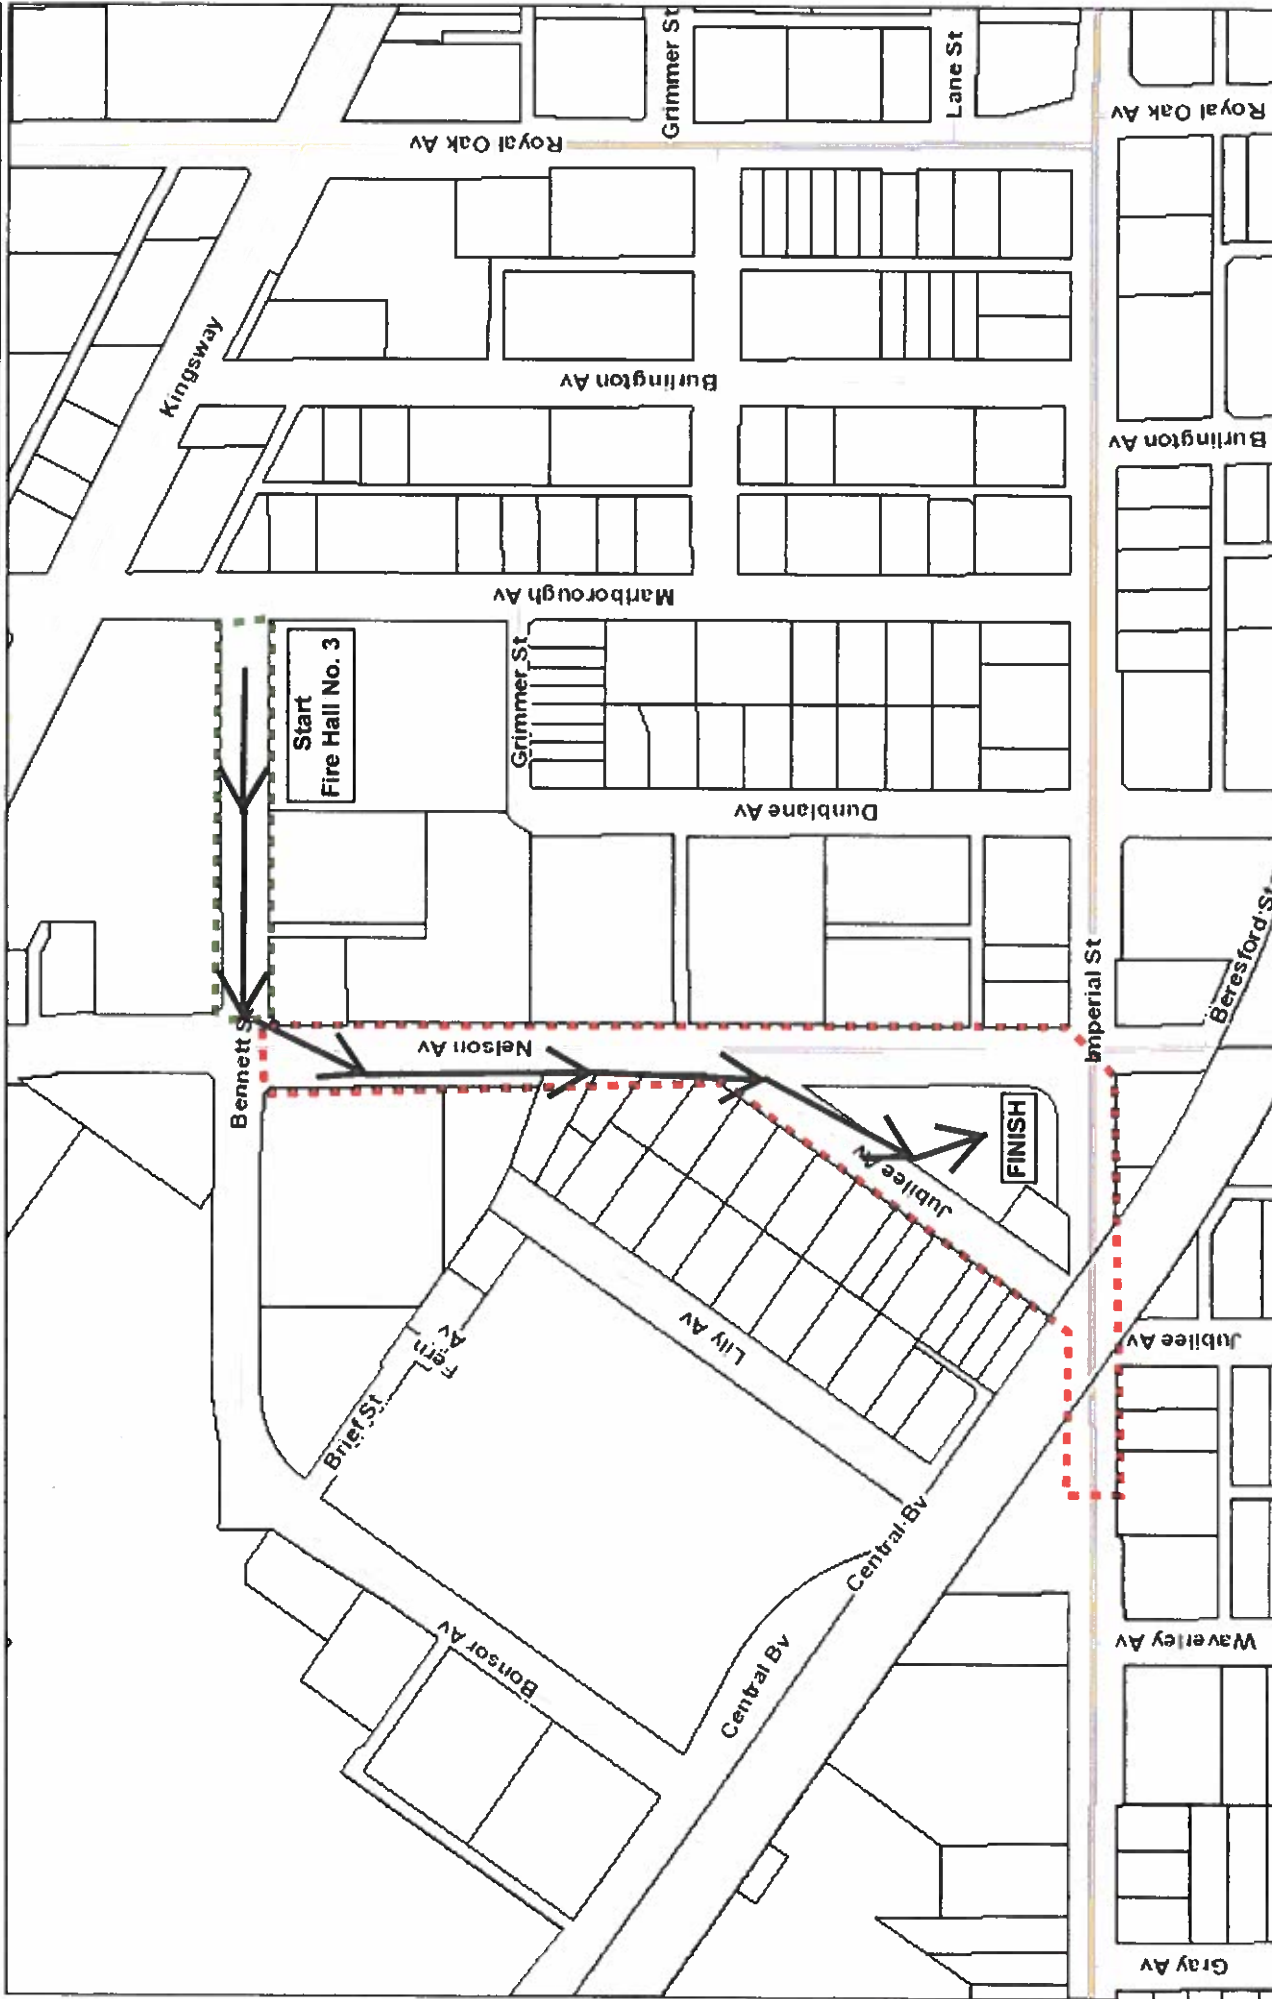 Grimmer St
Lane St
Royal Oak Av
Royal Oak Av
Kingsway
Burlington Av
Burlington Av
Marlborough Av
Start
Fire Hall No. 3
Grimmer St
Dunblane Av
Imperial St
Beresford St
Nelson Av
Bennett S
FINISH
Jubilee Av
Lily Av
Jubilee Av
Fern Av
Brief St
Central Bv
Bonsor Av
Central Bv
Waverley Av
Gray Av